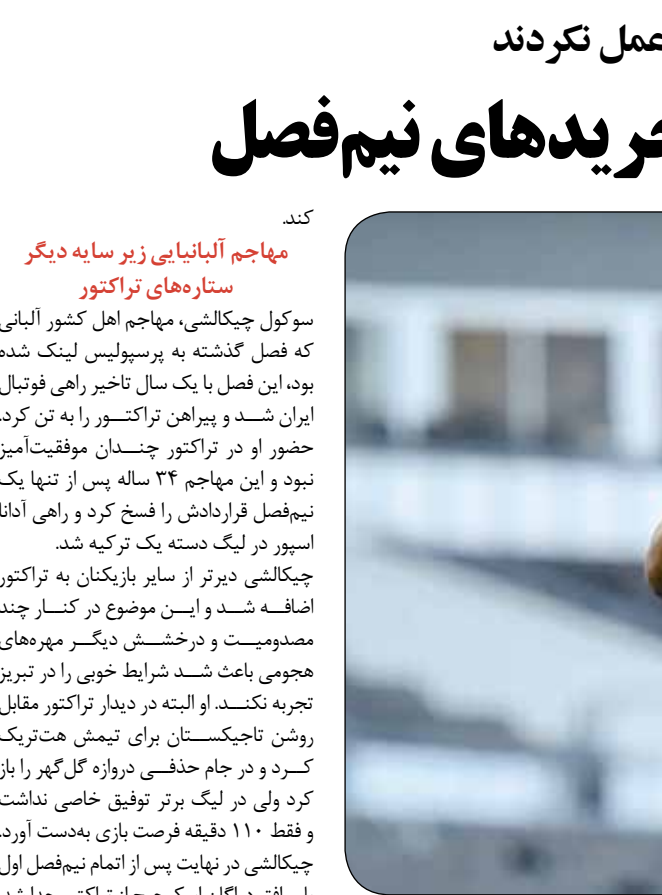 عمل نکردند
خریدهای نیم‌فصل
کند.
مهاجم آلبانیایی زیر سایه دیگر
ستاره‌های تراکتور
سوکول چیکالشی، مهاجم اهل کشور آلبانی
که فصل گذشته به پرسپولیس لینک شده
بود، این فصل با یک سال تاخیر راهی فوتبال
ایران شد و پیراهن تراکتور را به تن کرد.
حضور او در تراکتور چندان موفقیت‌آمیز
نبود و این مهاجم ۳۴ ساله پس از تنها یک
نیم‌فصل قراردادش را فسخ کرد و راهی آدانا
اسپور در لیگ دسته یک ترکیه شد.
چیکالشی دیرتر از سایر بازیکنان به تراکتور
اضافه شد و این موضوع در کنار چند
مصدومیت و درخشش دیگر مهره‌های
هجومی باعث شد شرایط خوبی را در تبریز
تجربه نکند. او البته در دیدار تراکتور مقابل
روشن تاجیکستان برای تیمش هت‌تریک
کرد و در جام حذفی دروازه گل‌گهر را باز
کرد ولی در لیگ برتر توفیق خاصی نداشت
و فقط ۱۱۰ دقیقه فرصت بازی به‌دست آورد.
چیکالشی در نهایت پس از اتمام نیم‌فصل اول